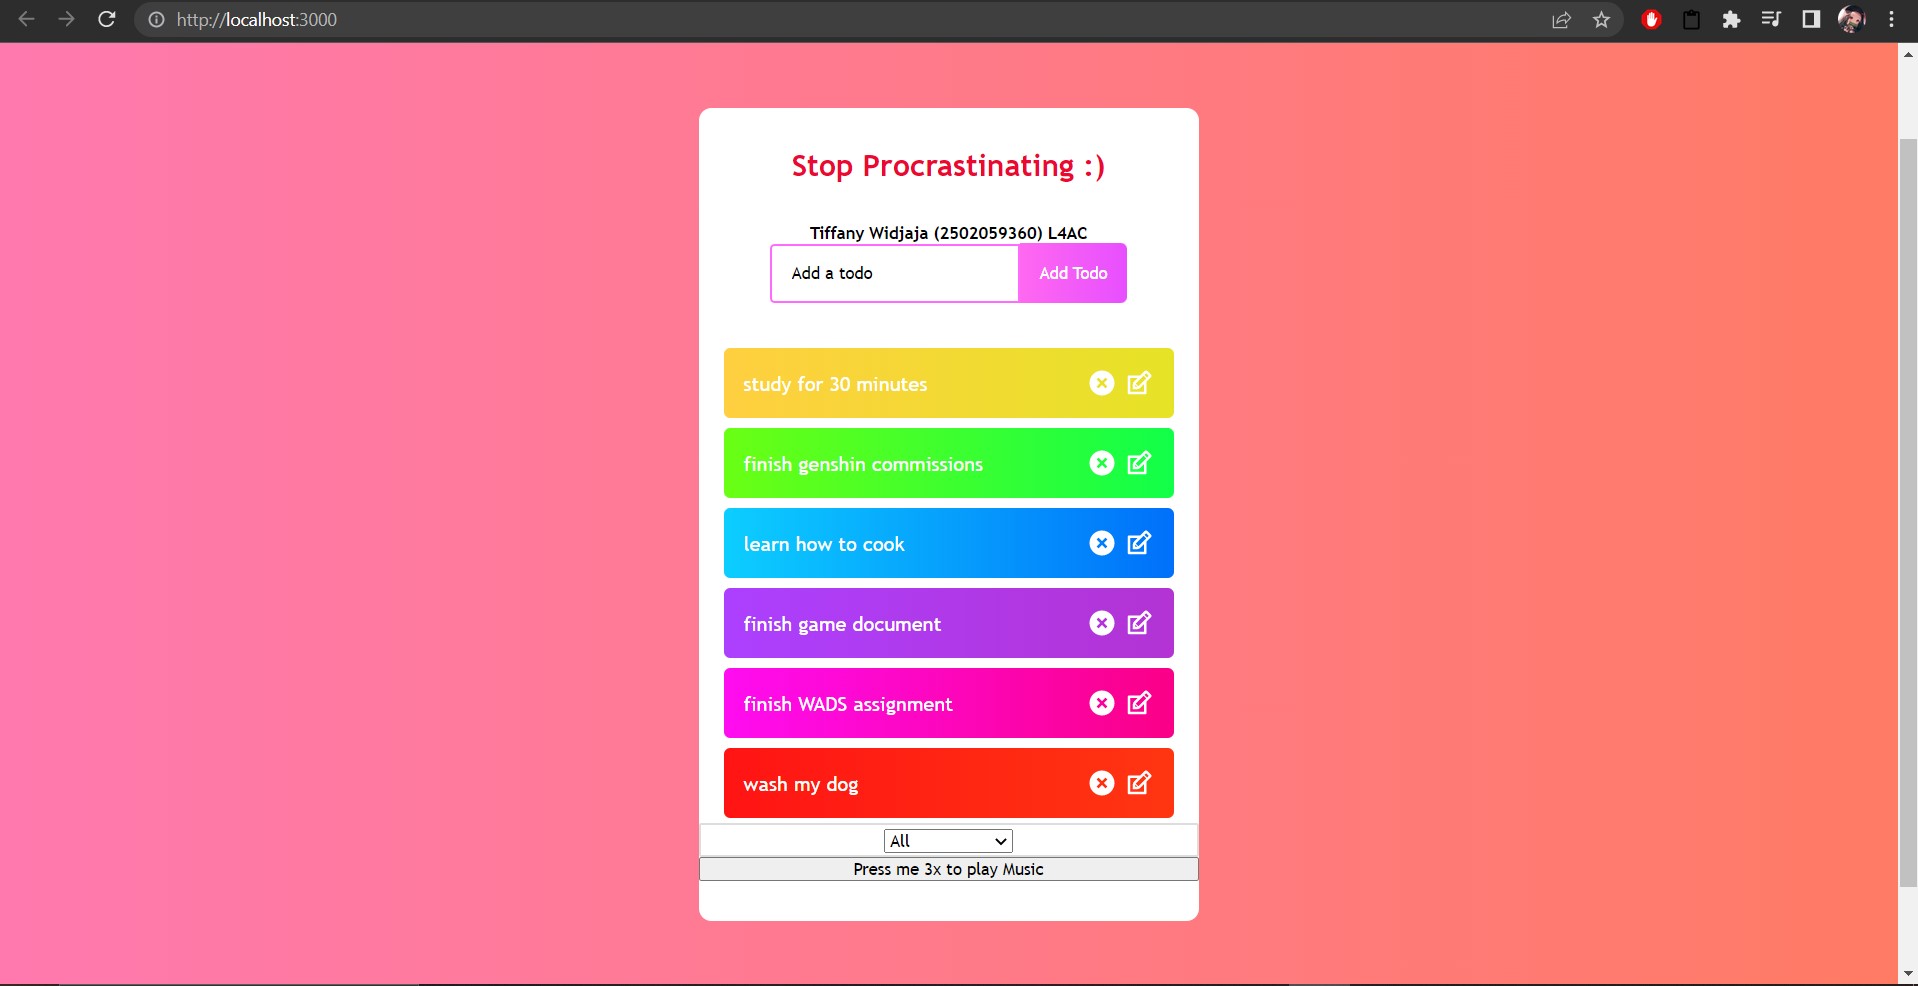 http://localhost:3000
Stop Procrastinating :)
Tiffany Widjaja (2502059360) L4AC
Add a todo
Add Todo
study for 30 minutes
finish genshin commissions
learn how to cook
finish game document
finish WADS assignment
wash my dog
All
Press me 3x to play Music